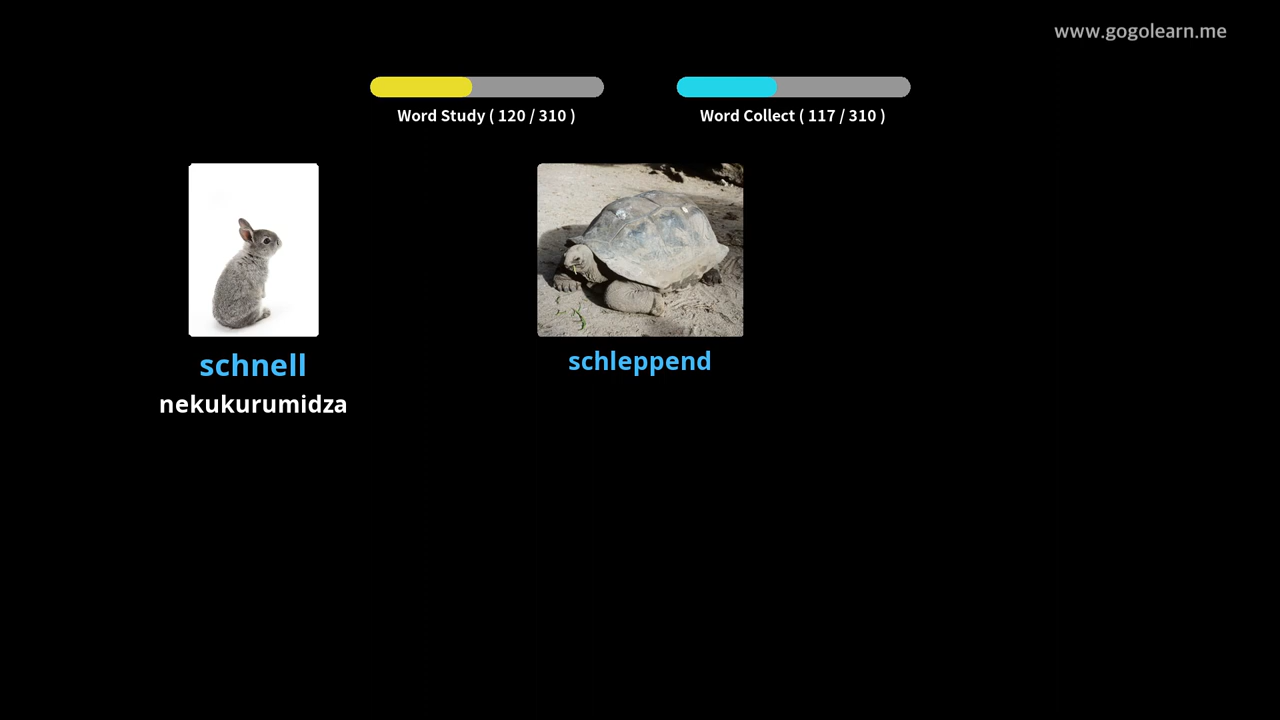 www.gogolearn.me
Word Study ( 120 / 310 )
Word Collect ( 117 / 310 )
schnell
nekukurumidza
schleppend